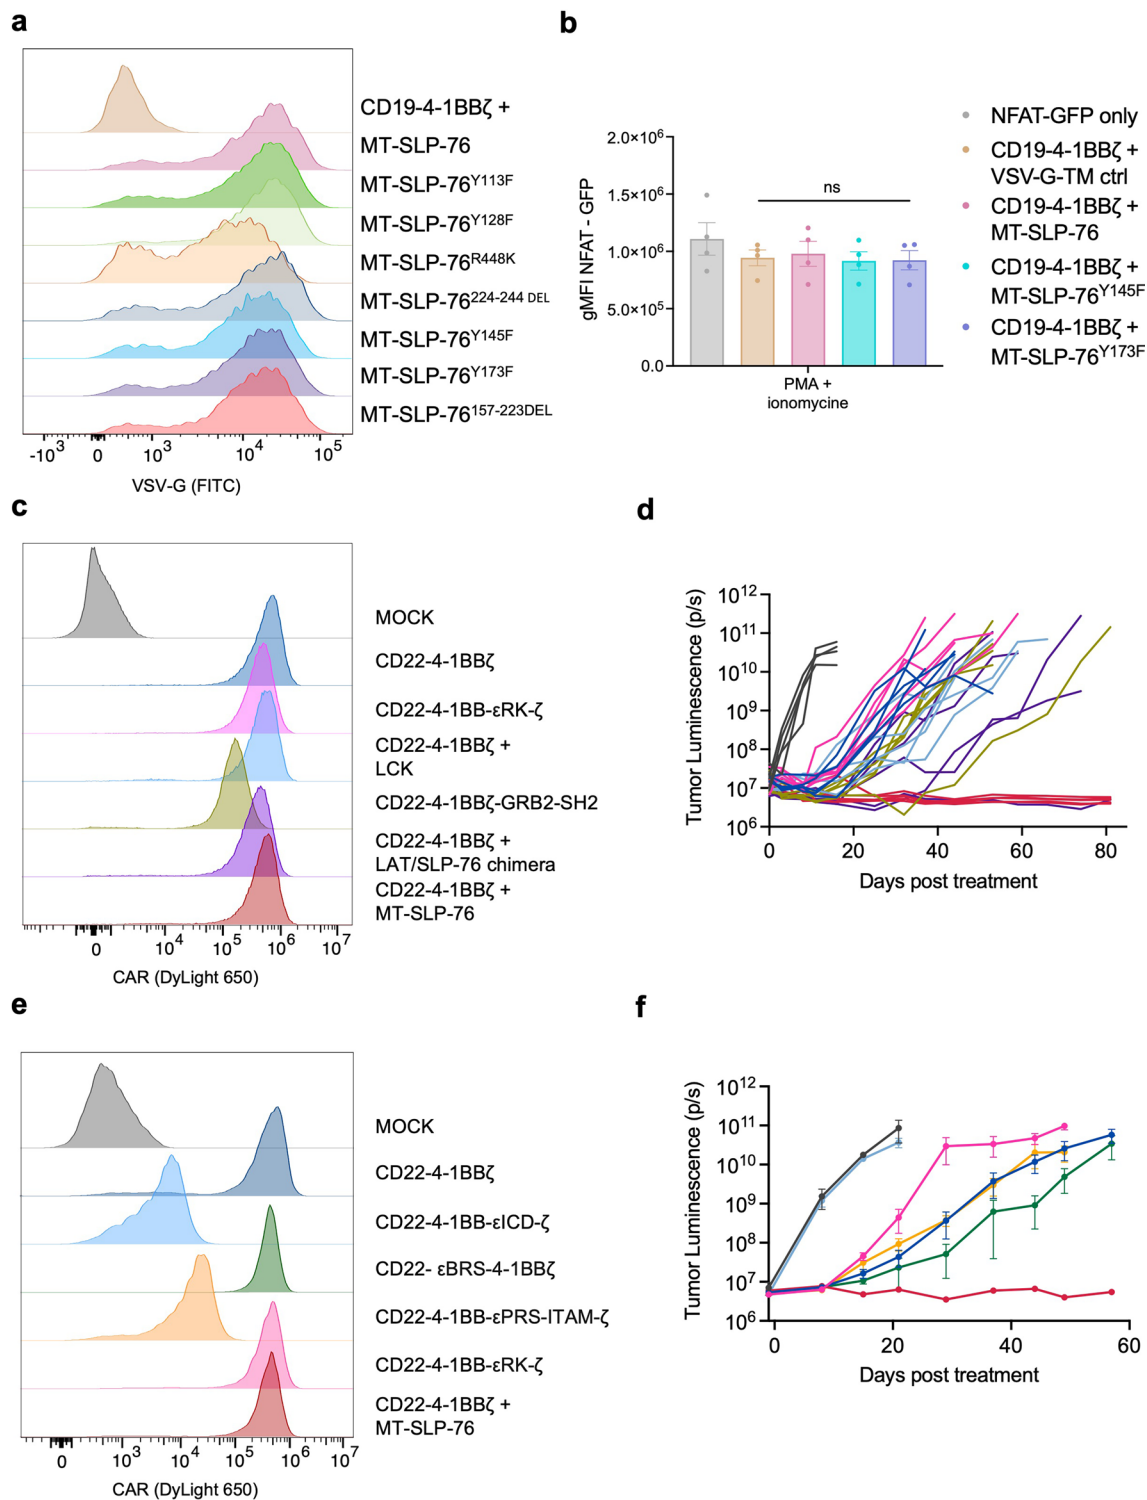 a
CD19-4-1BBζ +
MT-SLP-76
MT-SLP-76Y113F
MT-SLP-76Y128F
MT-SLP-76R448K
MT-SLP-76224-244 DEL
MT-SLP-76Y145F
MT-SLP-76Y173F
MT-SLP-76157-223DEL
-10³ 0 10³ 10⁴ 10⁵
VSV-G (FITC)
b
gMFI NFAT - GFP
2.0×10⁶
1.5×10⁶
1.0×10⁶
5.0×10⁵
0.0
ns
PMA +
ionomycine
NFAT-GFP only
CD19-4-1BBζ +
VSV-G-TM ctrl
CD19-4-1BBζ +
MT-SLP-76
CD19-4-1BBζ +
MT-SLP-76Y145F
CD19-4-1BBζ +
MT-SLP-76Y173F
c
MOCK
CD22-4-1BBζ
CD22-4-1BB-εRK-ζ
CD22-4-1BBζ +
LCK
CD22-4-1BBζ-GRB2-SH2
CD22-4-1BBζ +
LAT/SLP-76 chimera
CD22-4-1BBζ +
MT-SLP-76
0 10⁴ 10⁵ 10⁶ 10⁷
CAR (DyLight 650)
d
Tumor Luminescence (p/s)
10¹²
10¹¹
10¹⁰
10⁹
10⁸
10⁷
10⁶
0 20 40 60 80
Days post treatment
e
MOCK
CD22-4-1BBζ
CD22-4-1BB-εICD-ζ
CD22- εBRS-4-1BBζ
CD22-4-1BB-εPRS-ITAM-ζ
CD22-4-1BB-εRK-ζ
CD22-4-1BBζ +
MT-SLP-76
0 10³ 10⁴ 10⁵ 10⁶ 10⁷
CAR (DyLight 650)
f
Tumor Luminescence (p/s)
10¹²
10¹¹
10¹⁰
10⁹
10⁸
10⁷
10⁶
0 20 40 60
Days post treatment